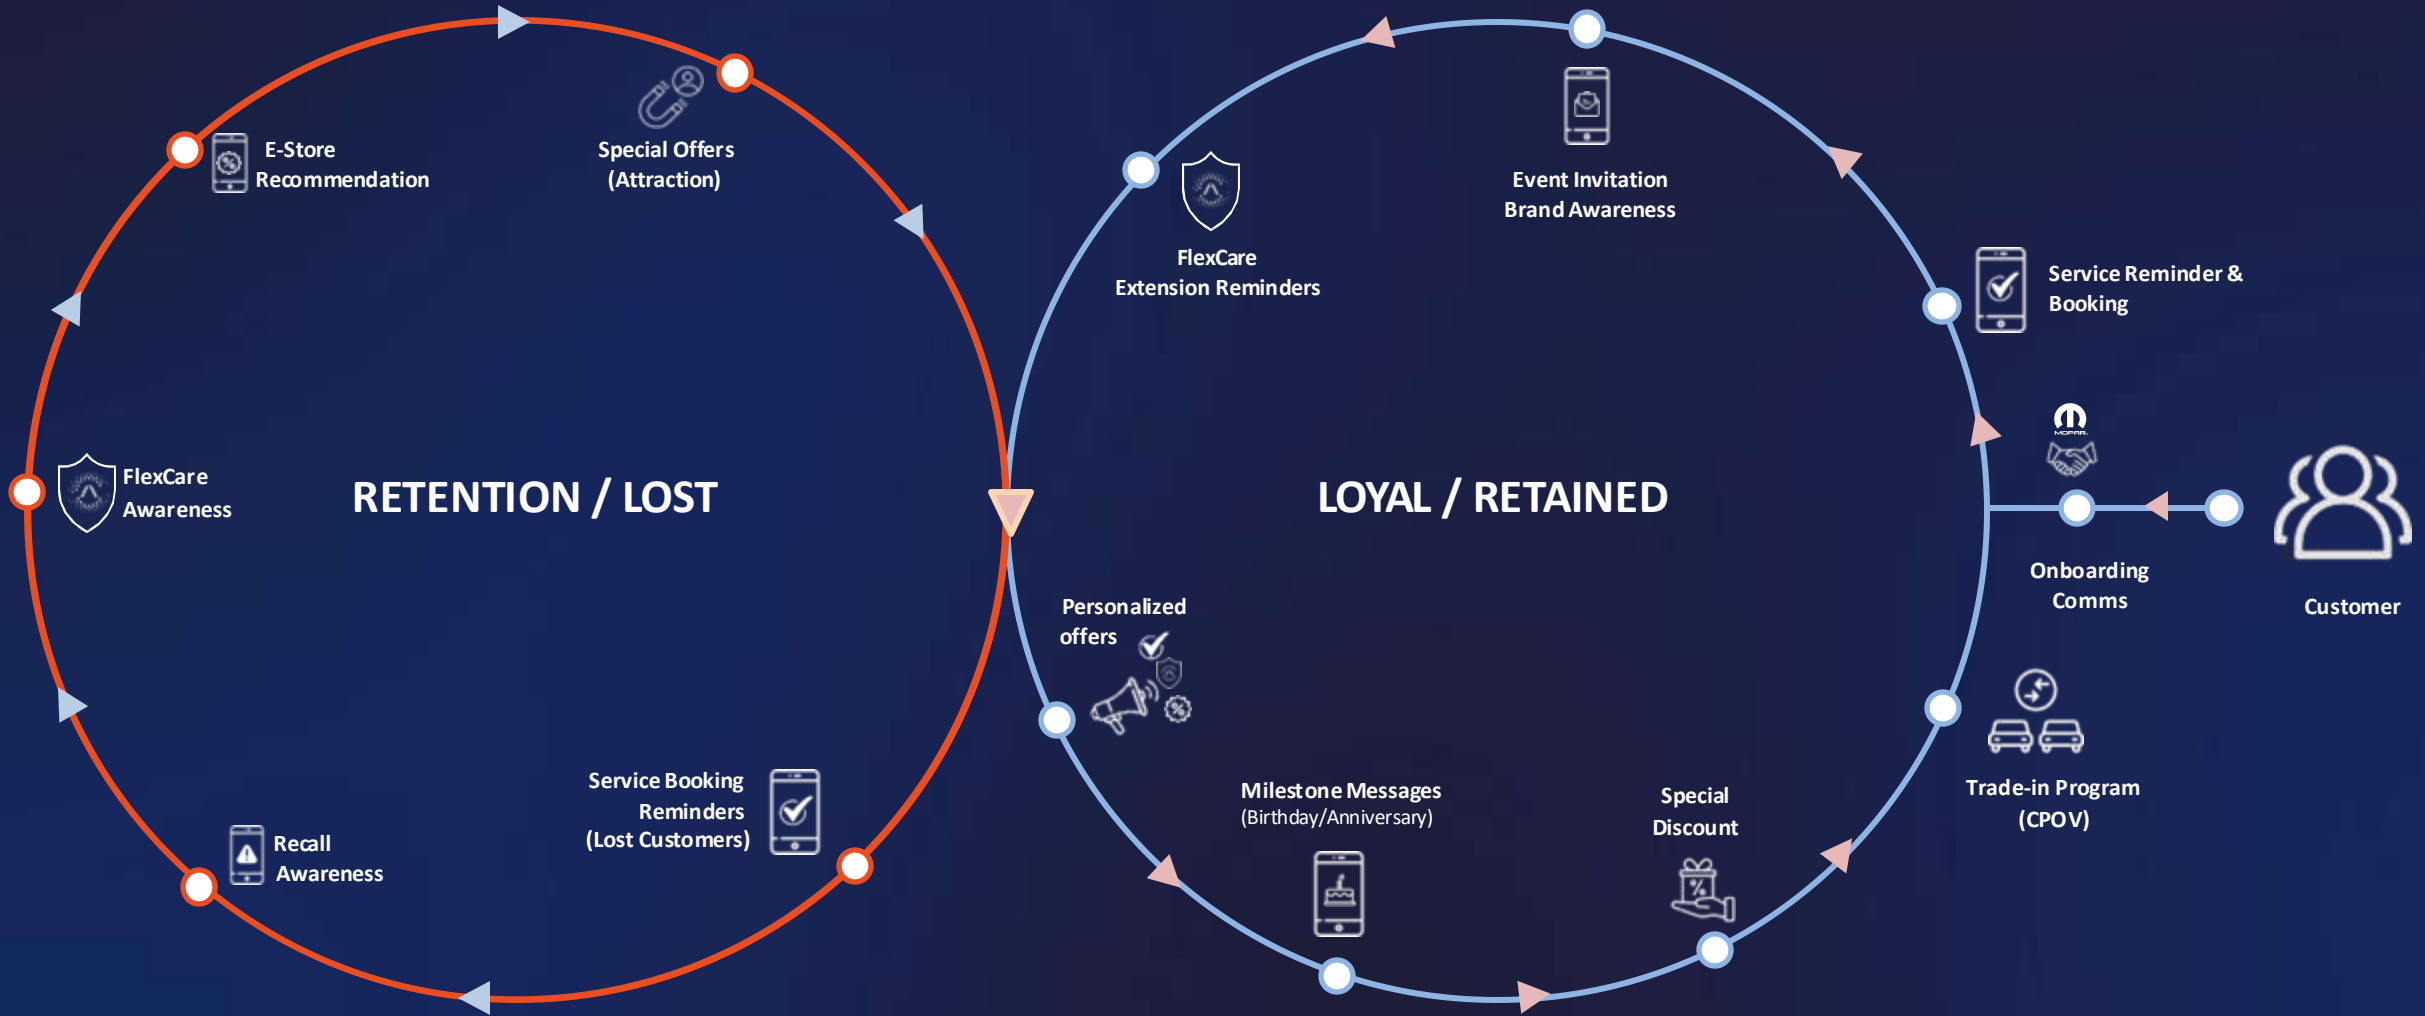 E-Store
Recommendation
Special Offers
(Attraction)
FlexCare
Awareness
RETENTION / LOST
Recall
Awareness
Service Booking
Reminders
(Lost Customers)
FlexCare
Extension Reminders
Event Invitation
Brand Awareness
Service Reminder &
Booking
LOYAL / RETAINED
MOPAR
Onboarding
Comms
Customer
Personalized
offers
Milestone Messages
(Birthday/Anniversary)
Special
Discount
Trade-in Program
(CPOV)